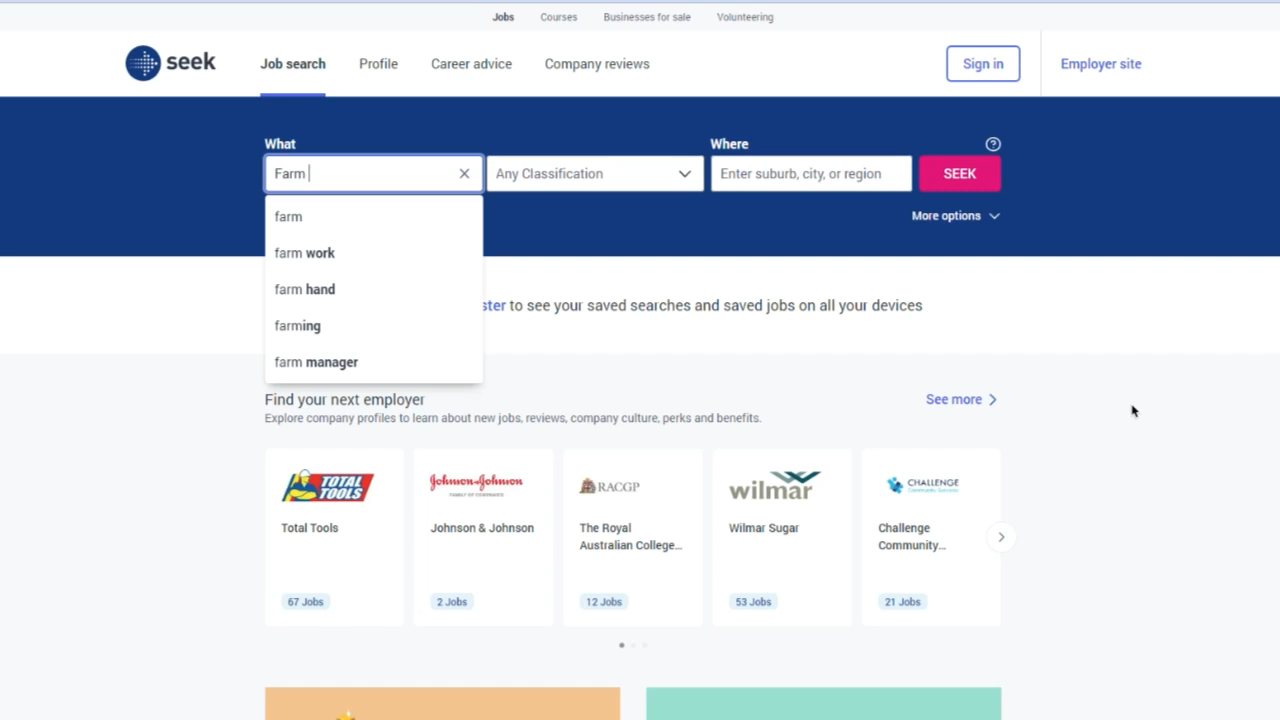 Jobs Courses Businesses for sale Volunteering
seek Job search Profile Career advice Company reviews Sign in Employer site
What Where
Farm Any Classification Enter suburb, city, or region SEEK
More options
farm
farm work
farm hand
farming
farm manager
to see your saved searches and saved jobs on all your devices
Find your next employer See more
Explore company profiles to learn about new jobs, reviews, company culture, perks and benefits.
TOTAL TOOLS Johnson & Johnson RACGP wilmar CHALLENGE
FAMILY OF COMPANIES Community Services
Total Tools Johnson & Johnson The Royal Australian College... Wilmar Sugar Challenge Community...
67 Jobs 2 Jobs 12 Jobs 53 Jobs 21 Jobs